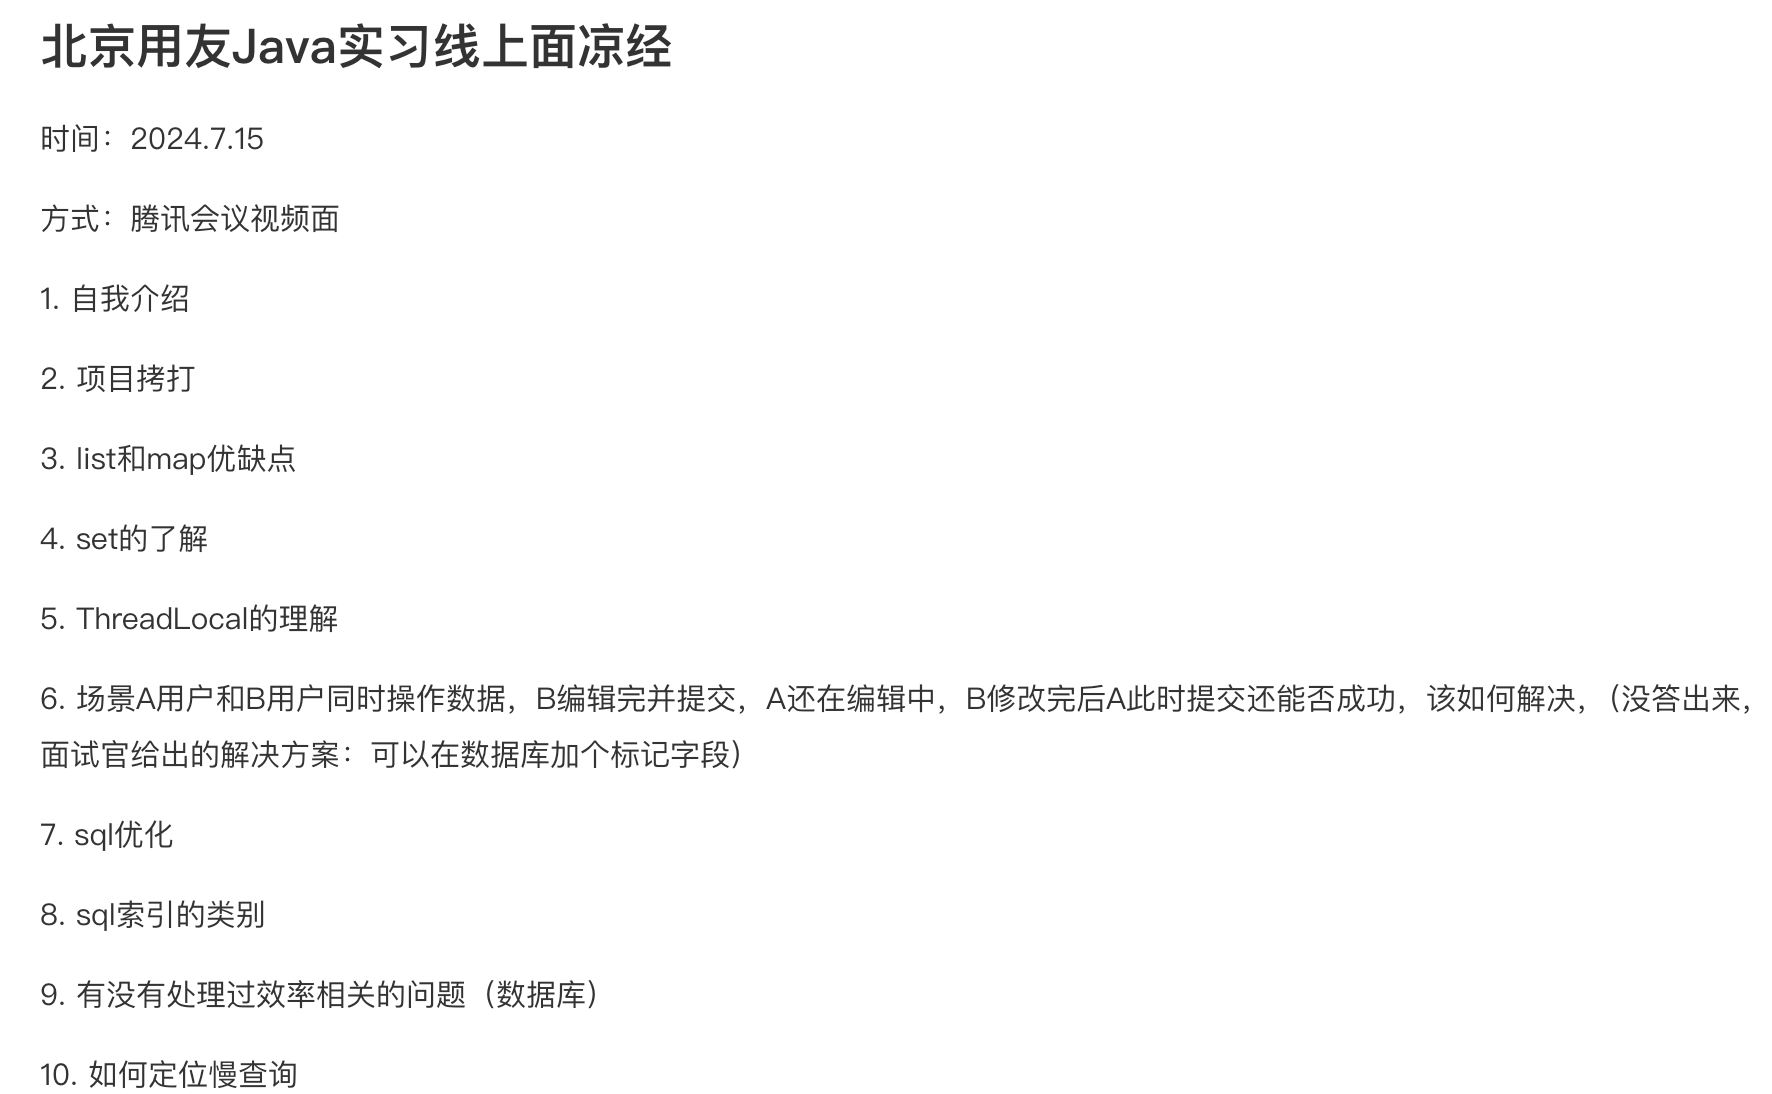 北京用友Java实习线上面凉经
时间：2024.7.15
方式：腾讯会议视频面
1. 自我介绍
2. 项目拷打
3. list和map优缺点
4. set的了解
5. ThreadLocal的理解
6. 场景A用户和B用户同时操作数据，B编辑完并提交，A还在编辑中，B修改完后A此时提交还能否成功，该如何解决，（没答出来，
面试官给出的解决方案：可以在数据库加个标记字段）
7. sql优化
8. sql索引的类别
9. 有没有处理过效率相关的问题（数据库）
10. 如何定位慢查询